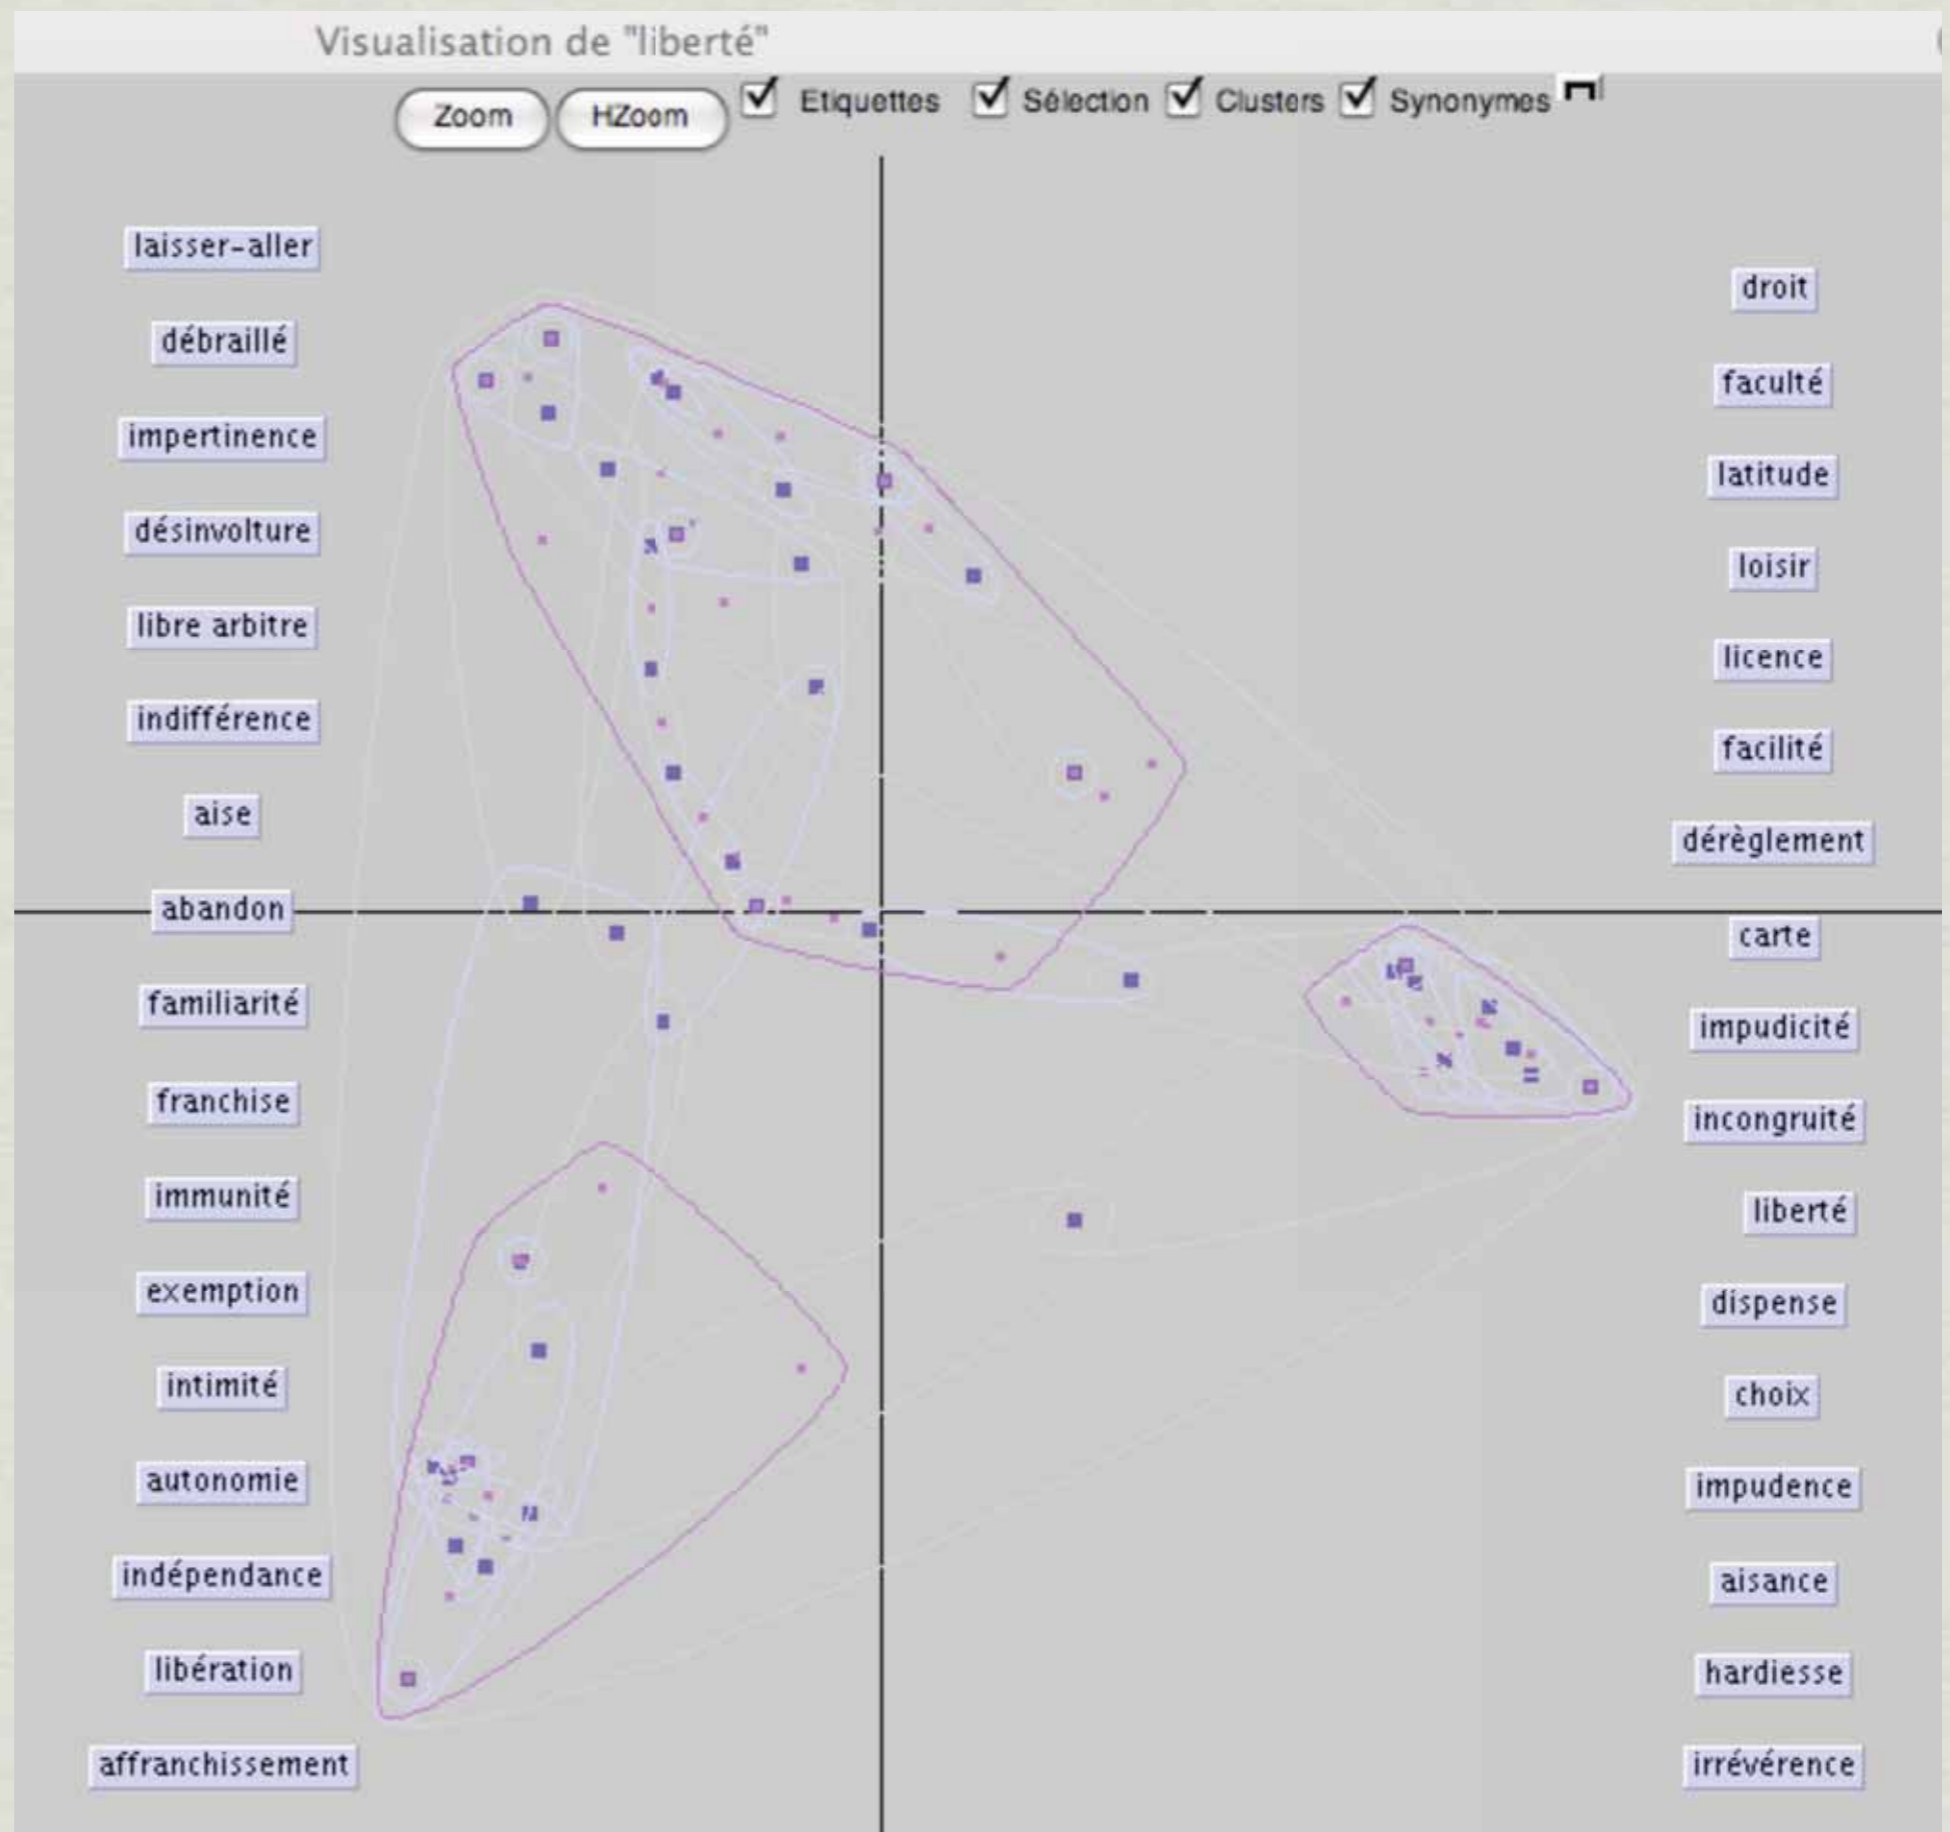 Visualisation de "liberté"
Zoom HZoom Etiquettes Sélection Clusters Synonymes
laisser-aller
débraillé
impertinence
désinvolture
libre arbitre
indifférence
aise
abandon
familiarité
franchise
immunité
exemption
intimité
autonomie
indépendance
libération
affranchissement
droit
faculté
latitude
loisir
licence
facilité
dérèglement
carte
impudicité
incongruité
liberté
dispense
choix
impudence
aisance
hardiesse
irrévérence